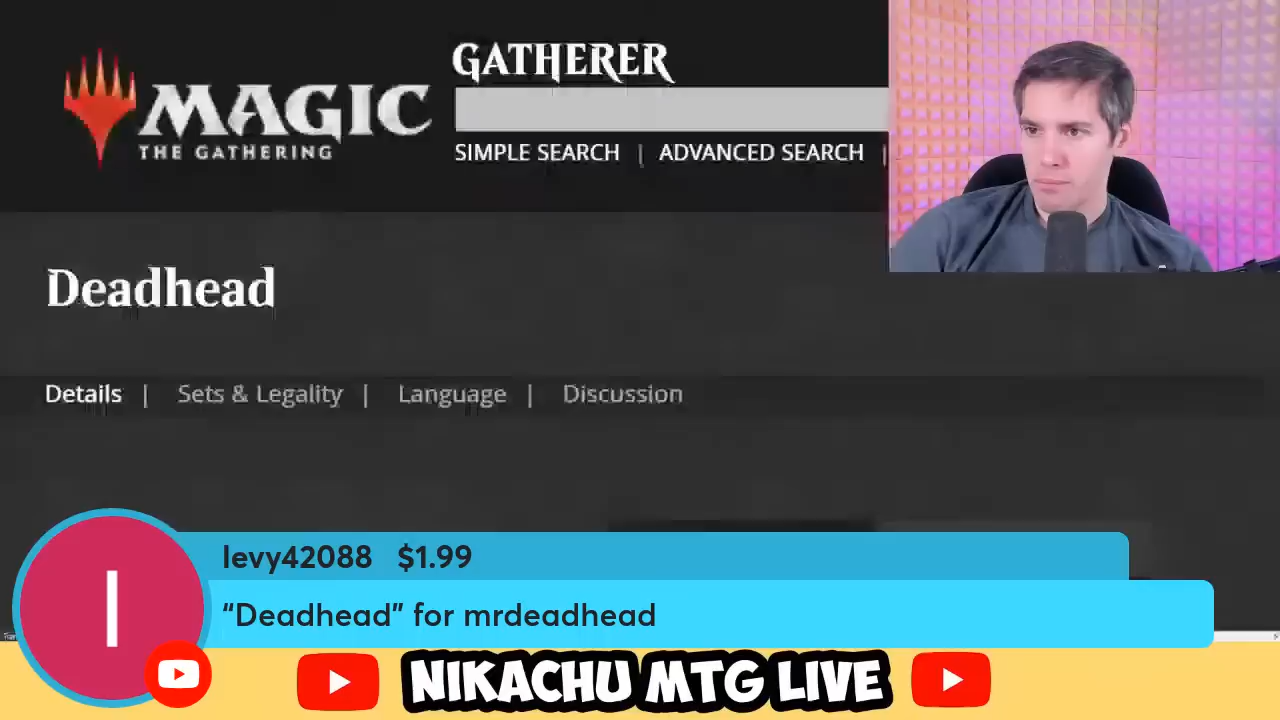 MAGIC
THE GATHERING
GATHERER
SIMPLE SEARCH | ADVANCED SEARCH |
Deadhead
Details | Sets & Legality | Language | Discussion
l
levy42088 $1.99
“Deadhead” for mrdeadhead
NIKACHU MTG LIVE